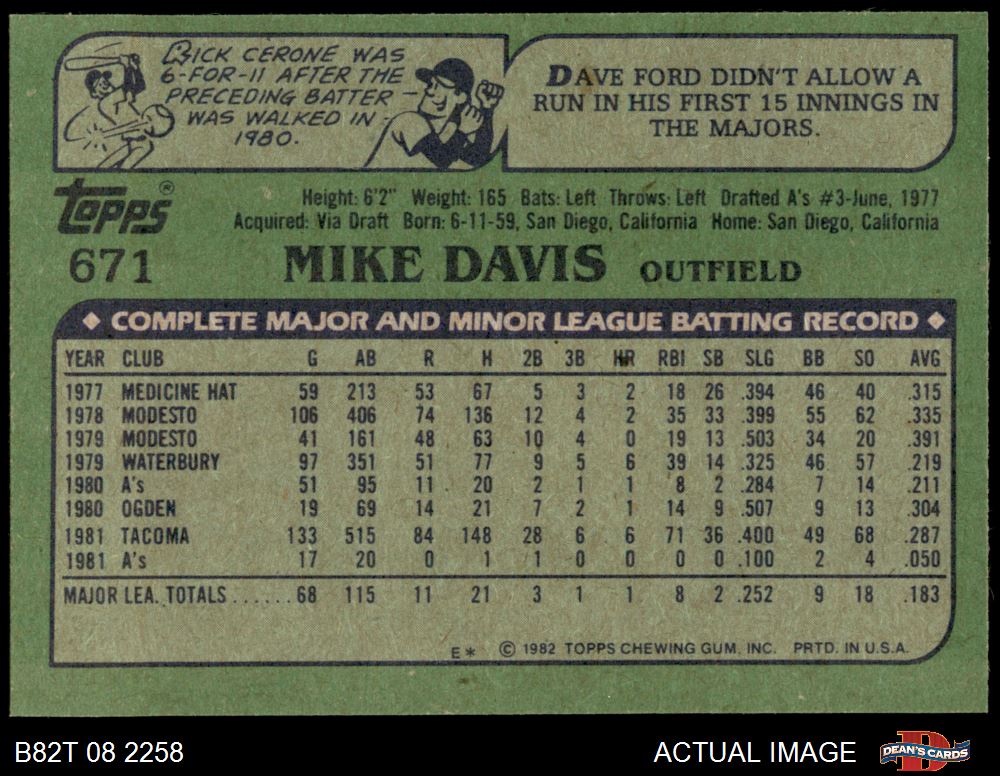 RICK CERONE WAS
6-FOR-11 AFTER THE
PRECEDING BATTER
WAS WALKED IN
1980.
DAVE FORD DIDN'T ALLOW A
RUN IN HIS FIRST 15 INNINGS IN
THE MAJORS.
Topps®
671
Height: 6'2" Weight: 165 Bats: Left Throws: Left Drafted A's #3-June, 1977
Acquired: Via Draft Born: 6-11-59, San Diego, California Home: San Diego, California
MIKE DAVIS OUTFIELD
◆ COMPLETE MAJOR AND MINOR LEAGUE BATTING RECORD ◆
YEAR CLUB G AB R H 2B 3B HR RBI SB SLG BB SO AVG
1977 MEDICINE HAT 59 213 53 67 5 3 2 18 26 .394 46 40 .315
1978 MODESTO 106 406 74 136 12 4 2 35 33 .399 55 62 .335
1979 MODESTO 41 161 48 63 10 4 0 19 13 .503 34 20 .391
1979 WATERBURY 97 351 51 77 9 5 6 39 14 .325 46 57 .219
1980 A's 51 95 11 20 2 1 1 8 2 .284 7 14 .211
1980 OGDEN 19 69 14 21 7 2 1 14 9 .507 9 13 .304
1981 TACOMA 133 515 84 148 28 6 6 71 36 .400 49 68 .287
1981 A's 17 20 0 1 1 0 0 0 0 .100 2 4 .050
MAJOR LEA. TOTALS ...... 68 115 11 21 3 1 1 8 2 .252 9 18 .183
E* © 1982 TOPPS CHEWING GUM, INC. PRTD. IN U.S.A.
B82T 08 2258 ACTUAL IMAGE DEAN'S CARDS